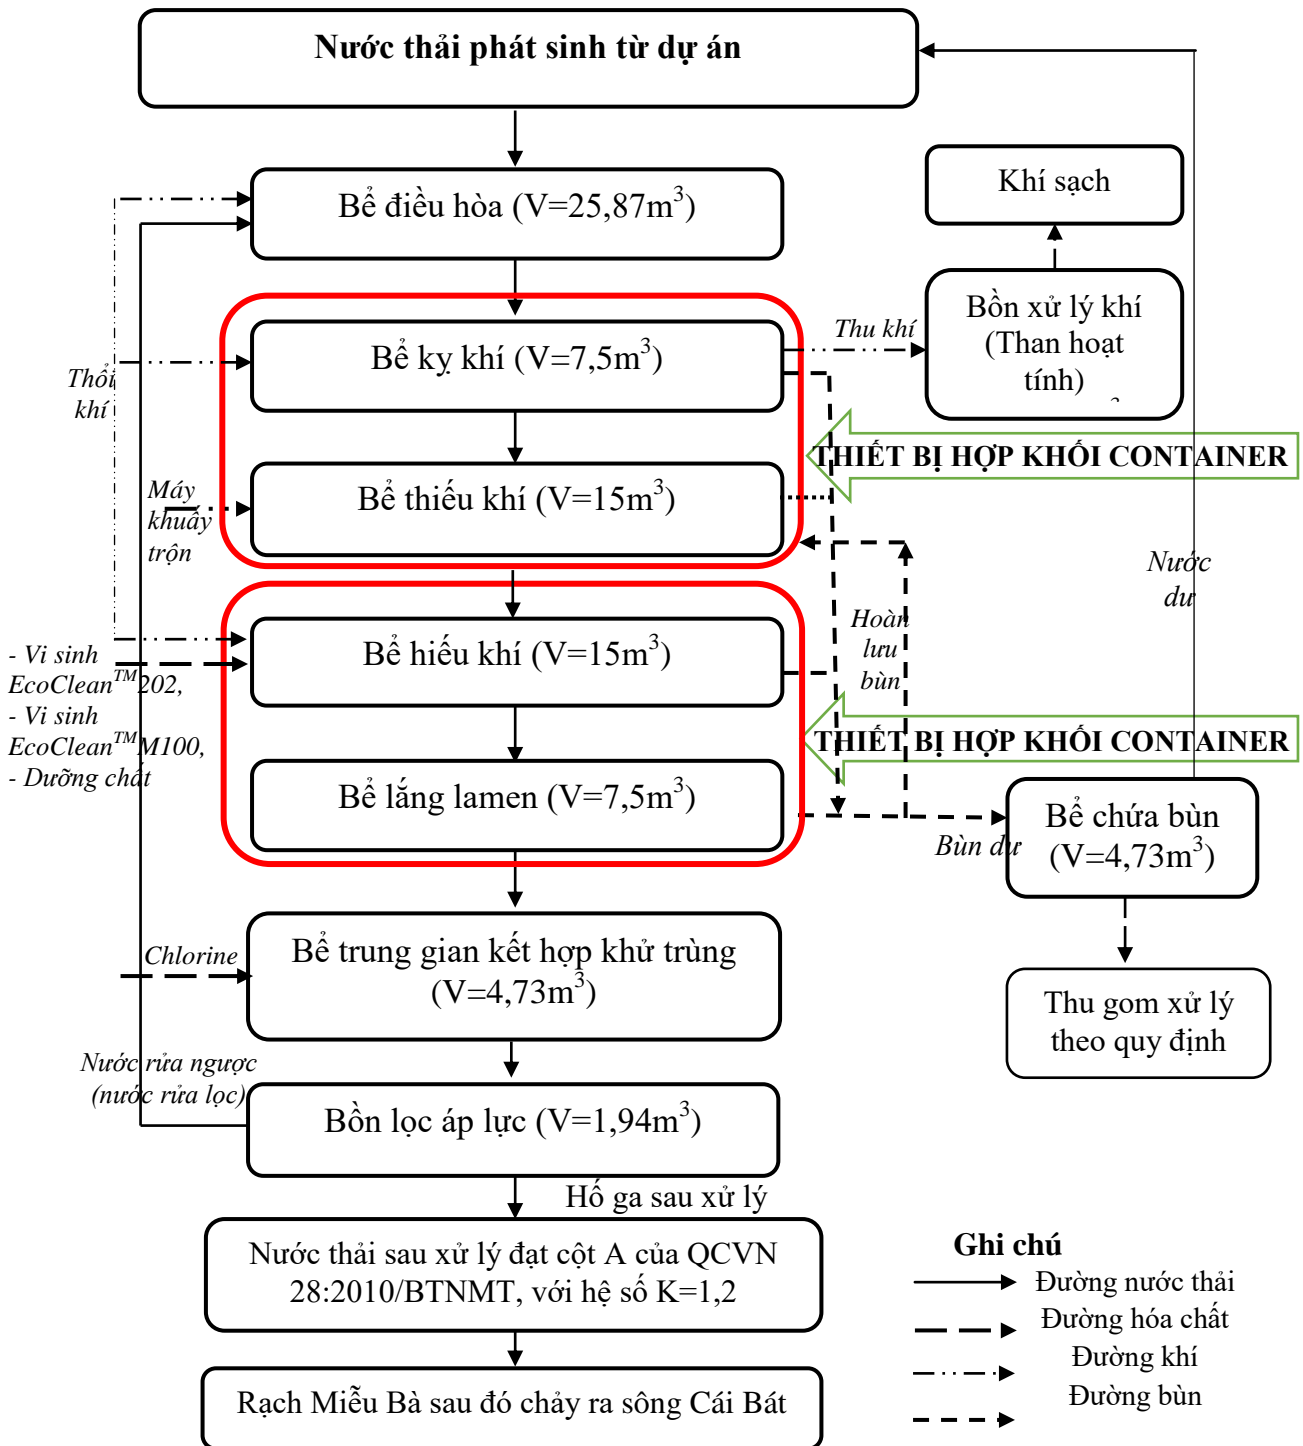 Nước thải phát sinh từ dự án
Bể điều hòa (V=25,87m³)
Khí sạch
Bồn xử lý khí
(Than hoạt
tính)
Thu khí
Bể kỵ khí (V=7,5m³)
Thổi
khí
THIẾT BỊ HỢP KHỐI CONTAINER
Bể thiếu khí (V=15m³)
Máy
khuấy
trộn
Nước
dư
Hoàn
lưu
bùn
Bể hiếu khí (V=15m³)
- Vi sinh
EcoClean™202,
- Vi sinh
EcoClean™M100,
- Dưỡng chất
THIẾT BỊ HỢP KHỐI CONTAINER
Bể lắng lamen (V=7,5m³)
Bùn dư
Bể chứa bùn
(V=4,73m³)
Bể trung gian kết hợp khử trùng
(V=4,73m³)
Chlorine
Thu gom xử lý
theo quy định
Nước rửa ngược
(nước rửa lọc)
Bồn lọc áp lực (V=1,94m³)
Hố ga sau xử lý
Nước thải sau xử lý đạt cột A của QCVN
28:2010/BTNMT, với hệ số K=1,2
Rạch Miễu Bà sau đó chảy ra sông Cái Bát
Ghi chú
Đường nước thải
Đường hóa chất
Đường khí
Đường bùn